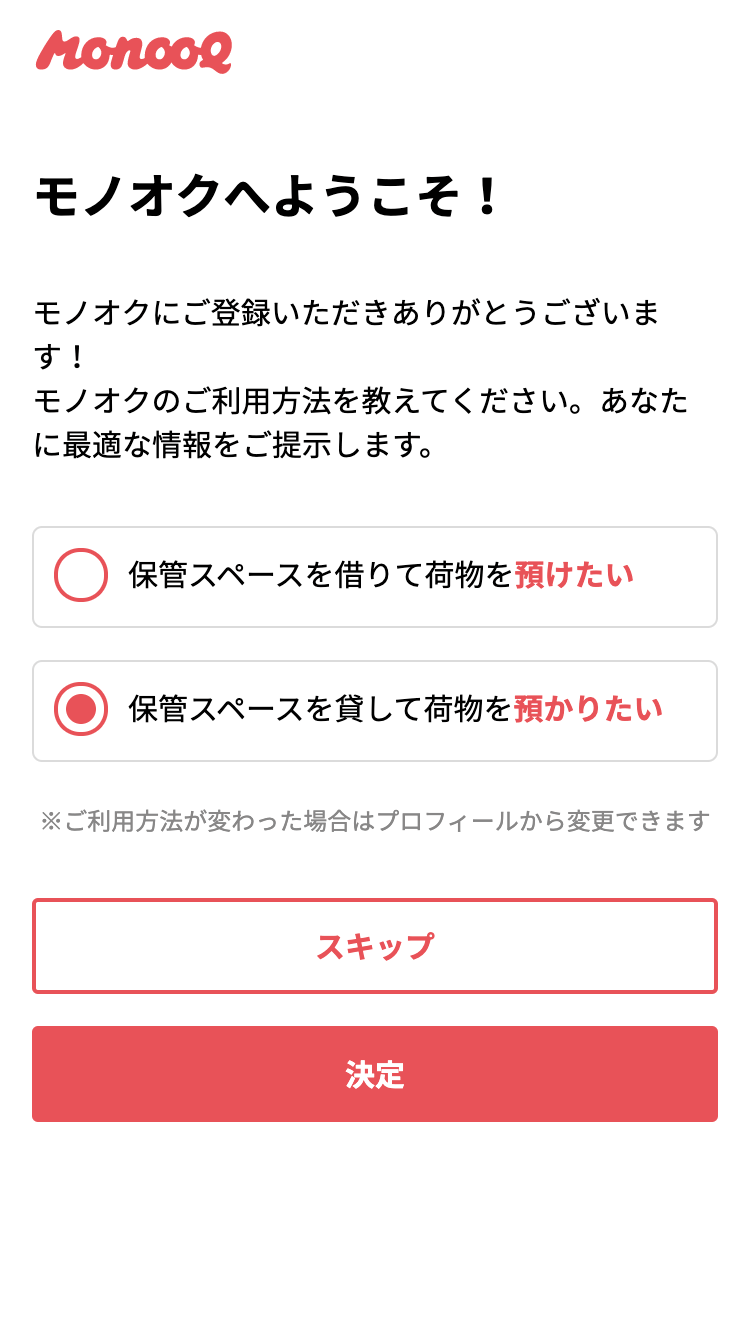 MonooQ
モノオクへようこそ！
モノオクにご登録いただきありがとうございま
す！
モノオクのご利用方法を教えてください。あなた
に最適な情報をご提示します。
保管スペースを借りて荷物を預けたい
保管スペースを貸して荷物を預かりたい
※ご利用方法が変わった場合はプロフィールから変更できます
スキップ
決定